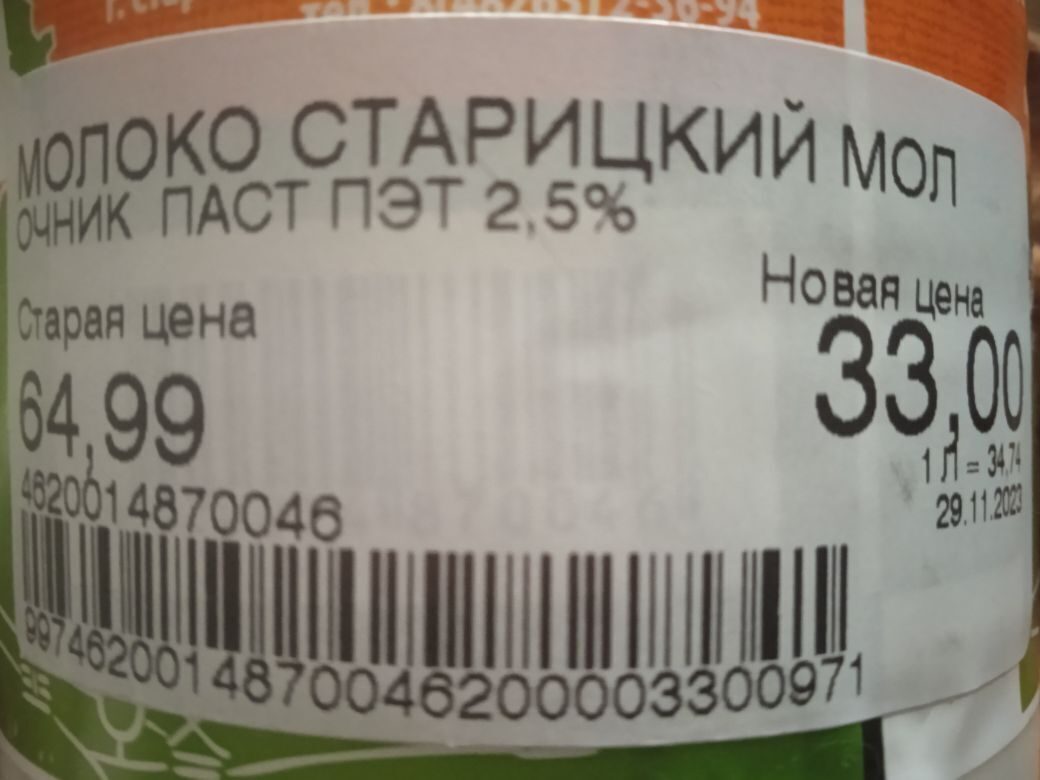 МОЛОКО СТАРИЦКИЙ МОЛ
ОЧНИК ПАСТ ПЭТ 2,5%
Старая цена
Новая цена
64,99
33,00
1 Л = 34,74
29.11.2023
4620014870046
99746200148700462000003300971